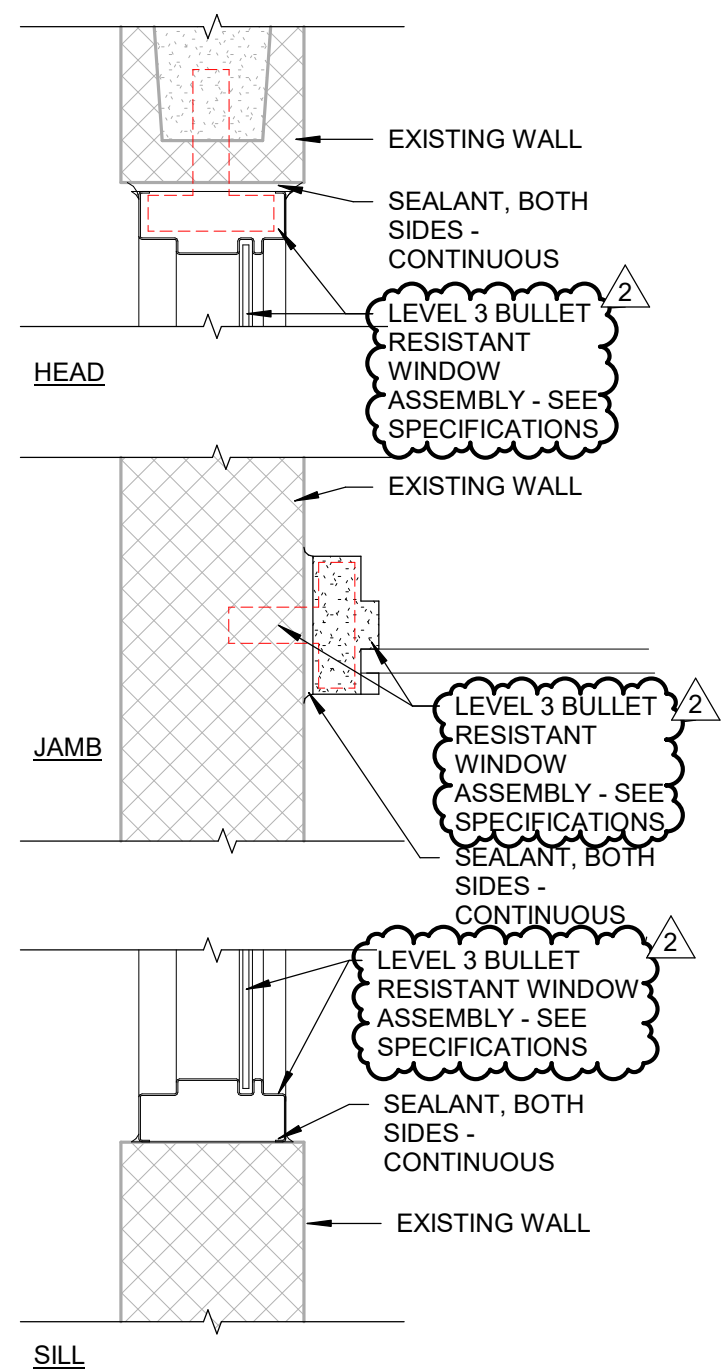 EXISTING WALL
SEALANT, BOTH
SIDES -
CONTINUOUS
2
LEVEL 3 BULLET
RESISTANT
WINDOW
ASSEMBLY - SEE
SPECIFICATIONS
HEAD
EXISTING WALL
2
LEVEL 3 BULLET
RESISTANT
WINDOW
ASSEMBLY - SEE
SPECIFICATIONS
JAMB
SEALANT, BOTH
SIDES -
CONTINUOUS
2
LEVEL 3 BULLET
RESISTANT WINDOW
ASSEMBLY - SEE
SPECIFICATIONS
SEALANT, BOTH
SIDES -
CONTINUOUS
EXISTING WALL
SILL